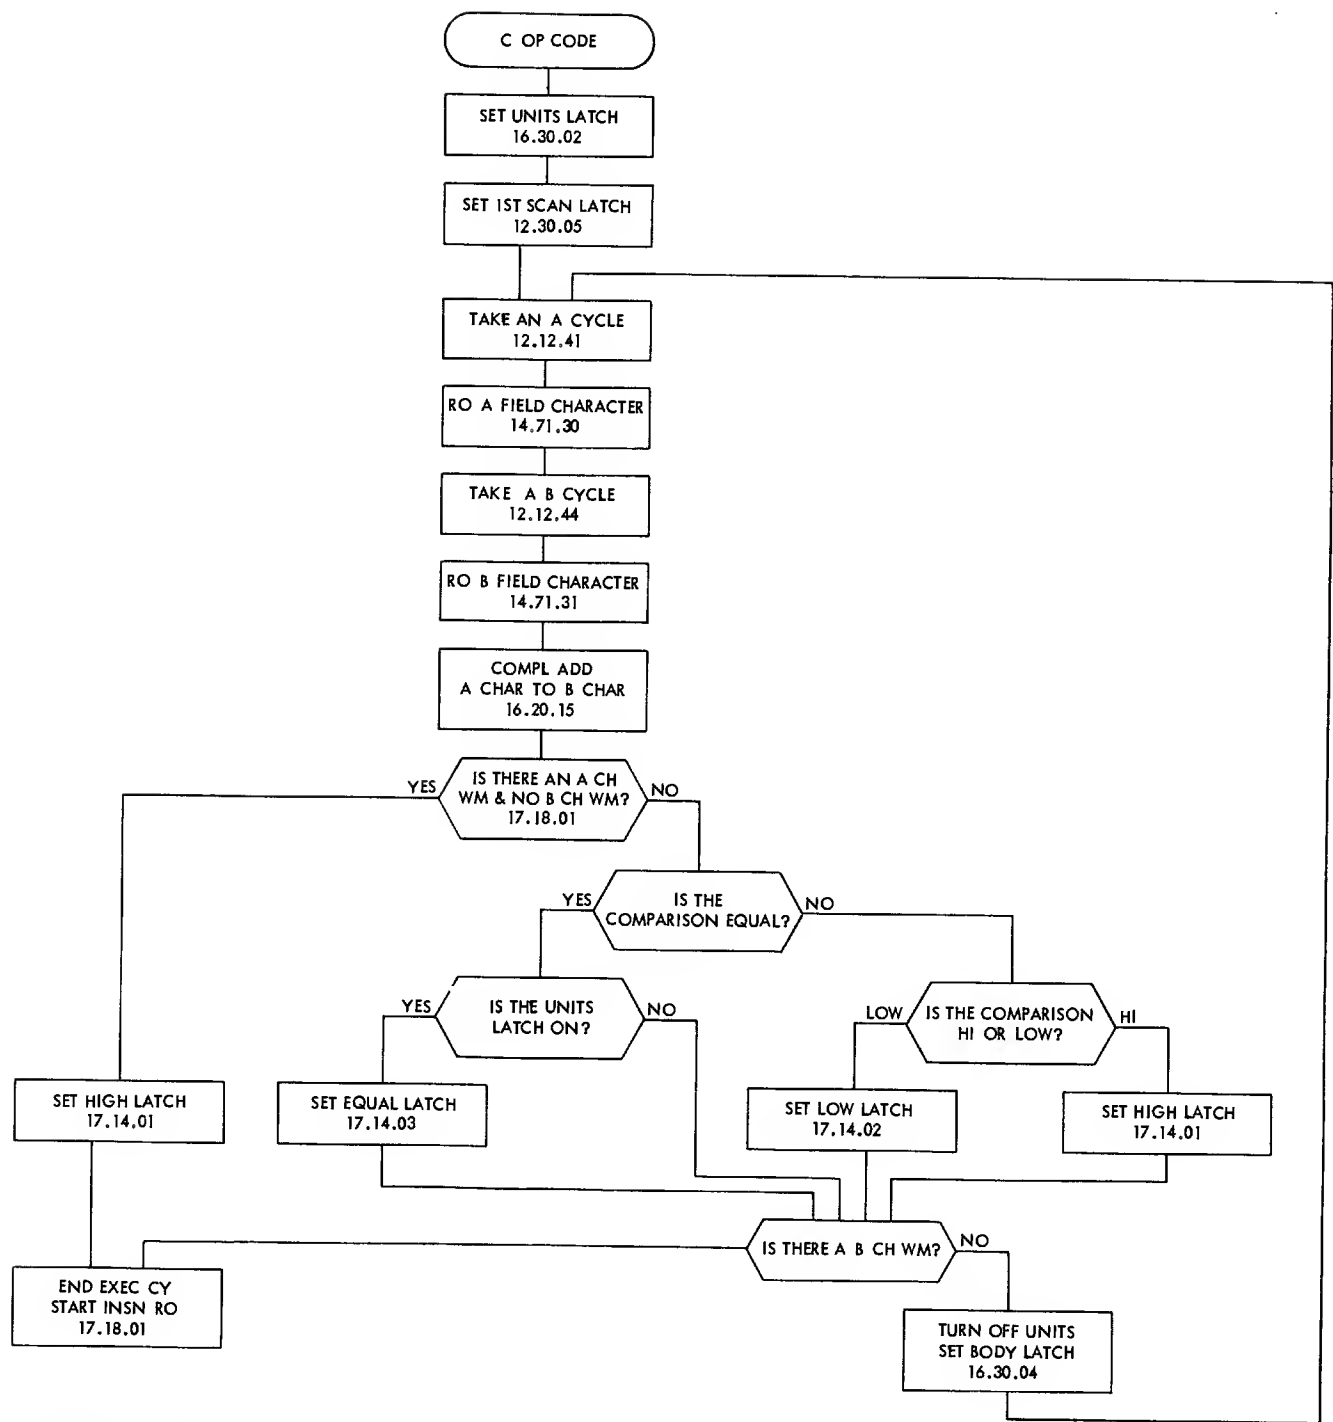 C OP CODE
SET UNITS LATCH
16.30.02
SET 1ST SCAN LATCH
12.30.05
TAKE AN A CYCLE
12.12.41
RO A FIELD CHARACTER
14.71.30
TAKE A B CYCLE
12.12.44
RO B FIELD CHARACTER
14.71.31
COMPL ADD
A CHAR TO B CHAR
16.20.15
YES
IS THERE AN A CH
WM & NO B CH WM?
17.18.01
NO
YES
IS THE
COMPARISON EQUAL?
NO
YES
IS THE UNITS
LATCH ON?
NO
LOW
IS THE COMPARISON
HI OR LOW?
HI
SET HIGH LATCH
17.14.01
SET EQUAL LATCH
17.14.03
SET LOW LATCH
17.14.02
SET HIGH LATCH
17.14.01
IS THERE A B CH WM?
NO
END EXEC CY
START INSN RO
17.18.01
TURN OFF UNITS
SET BODY LATCH
16.30.04